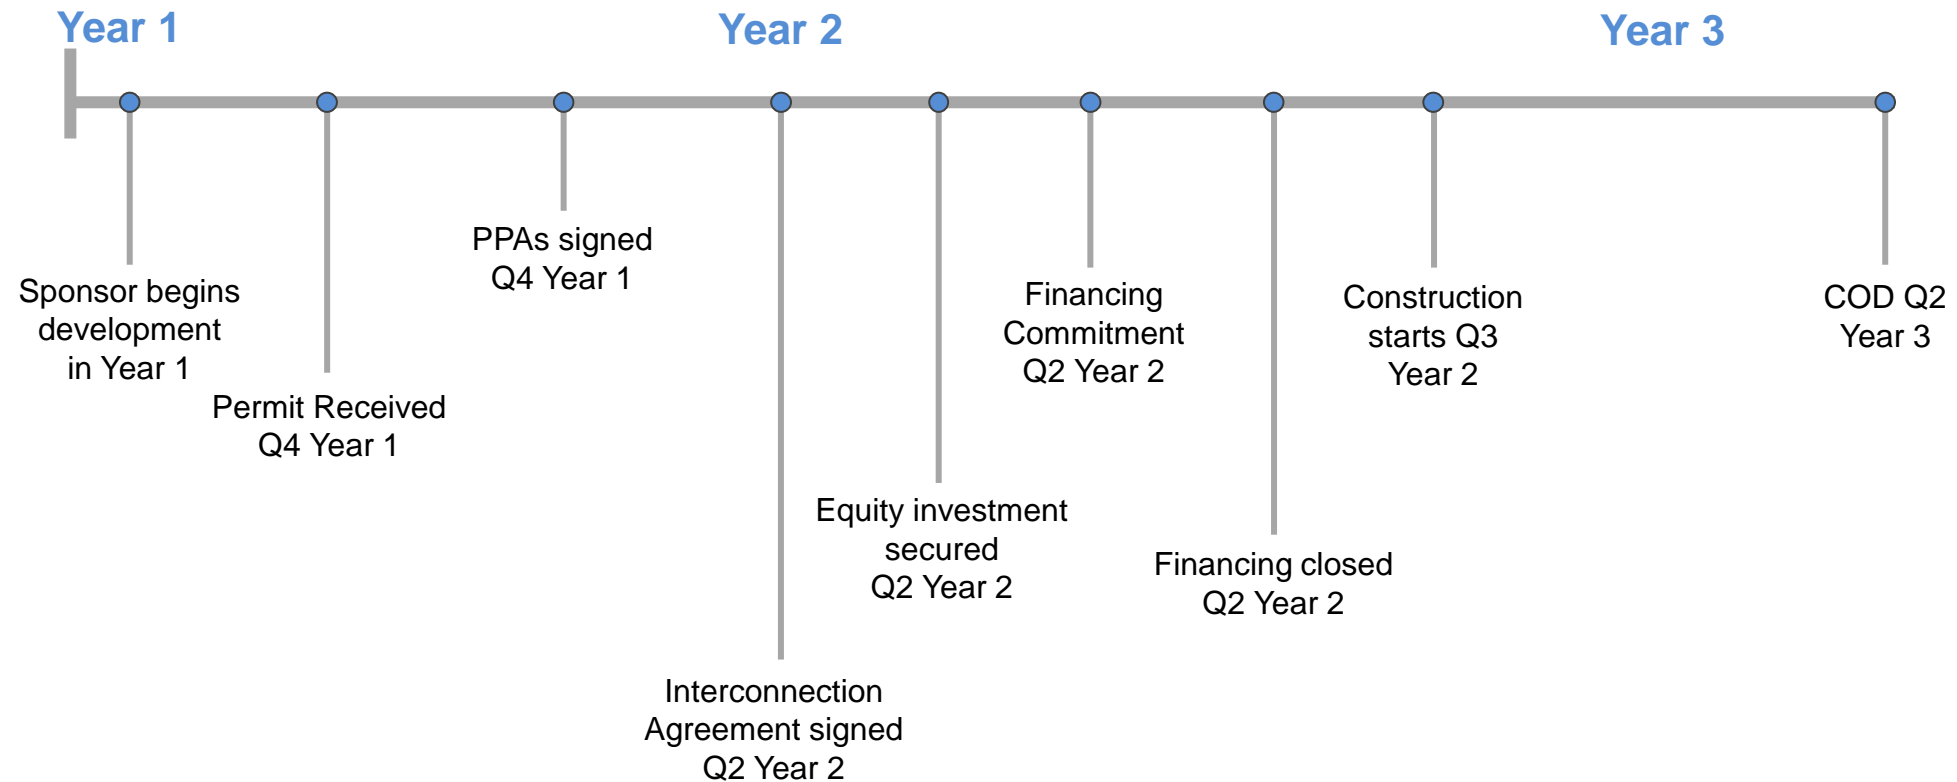 Year 1
Year 2
Year 3
Sponsor begins
development
in Year 1
Permit Received
Q4 Year 1
PPAs signed
Q4 Year 1
Interconnection
Agreement signed
Q2 Year 2
Equity investment
secured
Q2 Year 2
Financing
Commitment
Q2 Year 2
Financing closed
Q2 Year 2
Construction
starts Q3
Year 2
COD Q2
Year 3